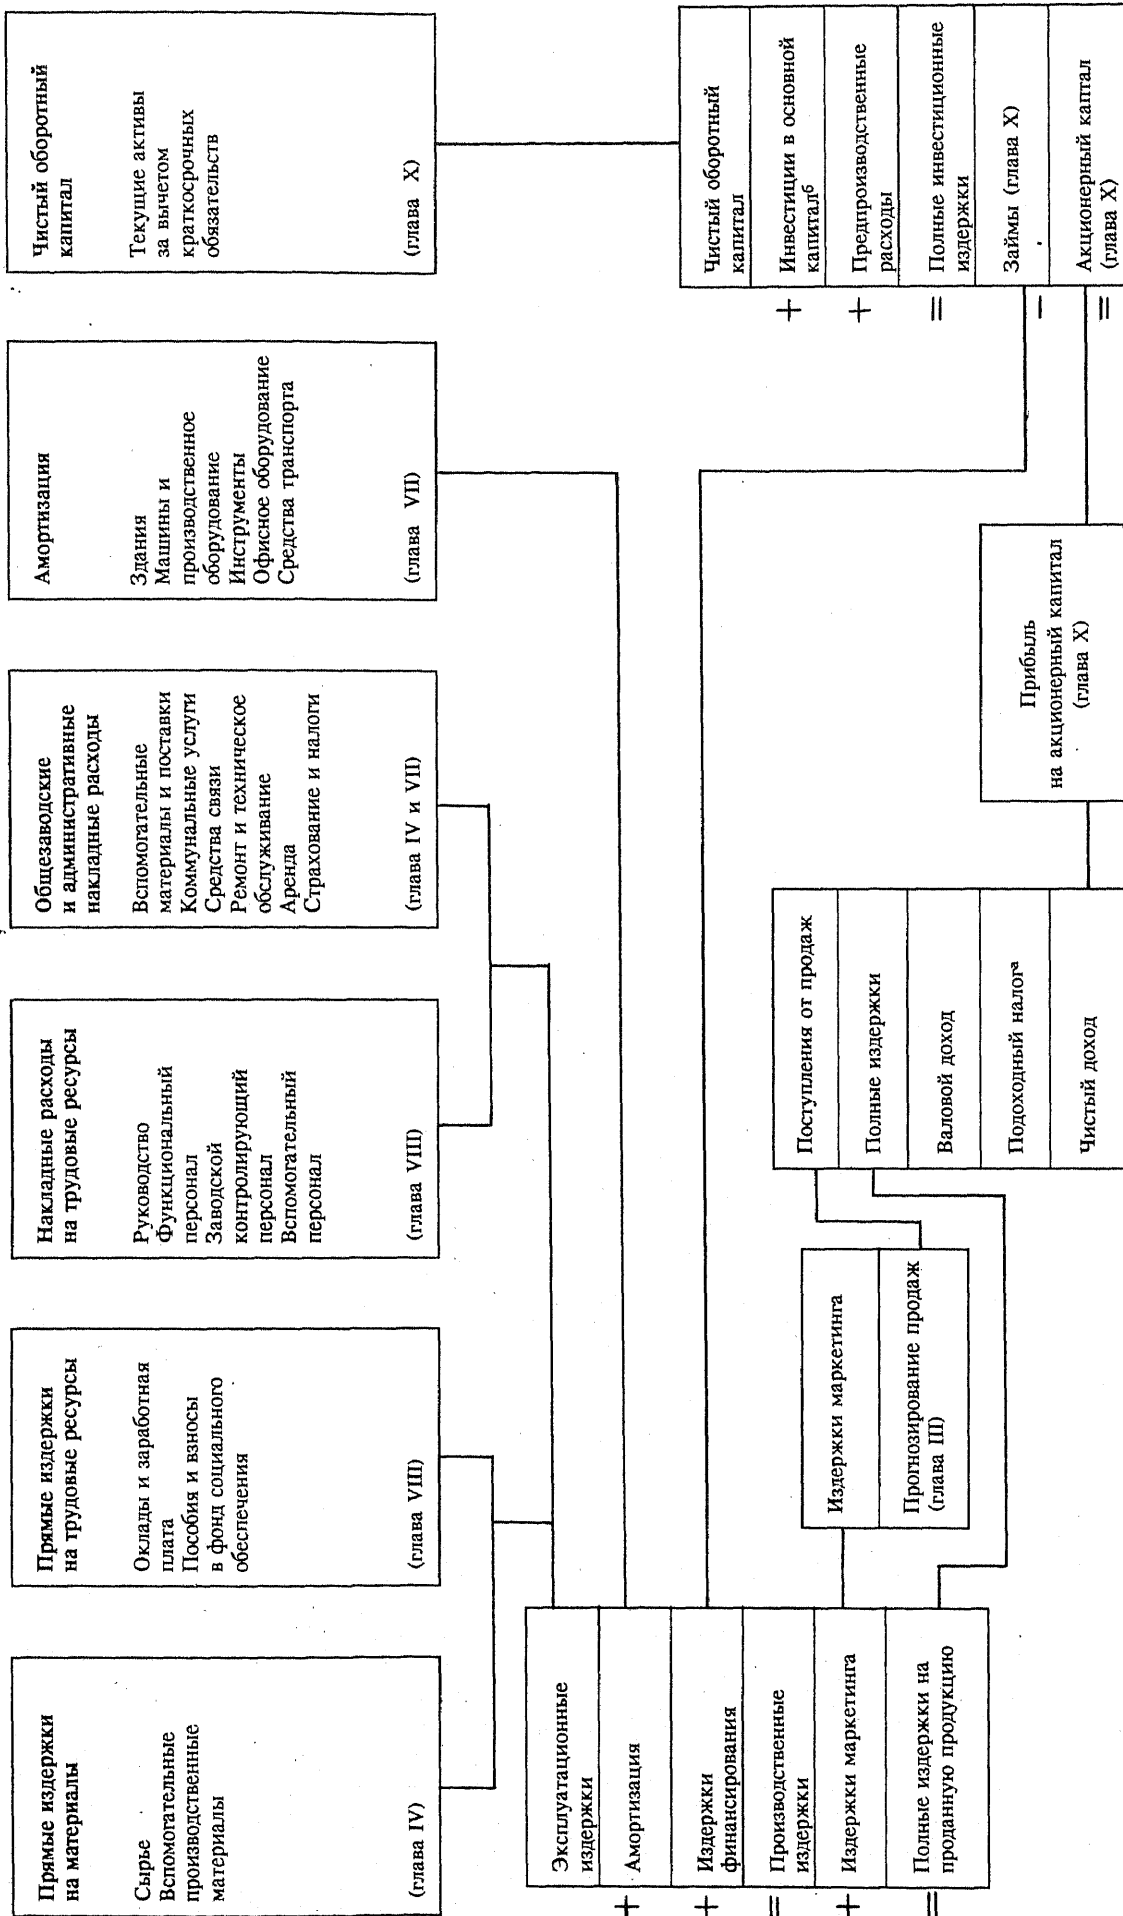 Прямые издержки
на материалы
Сырье
Вспомогательные
производственные
материалы
(глава IV)
Прямые издержки
на трудовые ресурсы
Оклады и заработная
плата
Пособия и взносы
в фонд социального
обеспечения
(глава VIII)
Накладные расходы
на трудовые ресурсы
Руководство
Функциональный
персонал
Заводской
контролирующий
персонал
Вспомогательный
персонал
(глава VIII)
Общезаводские
и административные
накладные расходы
Вспомогательные
материалы и поставки
Коммунальные услуги
Средства связи
Ремонт и техническое
обслуживание
Аренда
Страхование и налоги
(глава IV и VII)
Амортизация
Здания
Машины и
производственное
оборудование
Инструменты
Офисное оборудование
Средства транспорта
(глава VII)
Чистый оборотный
капитал
Текущие активы
за вычетом
краткосрочных
обязательств
(глава X)
Эксплуатационные
издержки
+ Амортизация
+ Издержки
финансирования
= Производственные
издержки
+ Издержки маркетинга
= Полные издержки на
проданную продукцию
Издержки маркетинга
Прогнозирование продаж
(глава III)
Поступления от продаж
Полные издержки
Валовой доход
Подоходный налогᵃ
Чистый доход
Прибыль
на акционерный капитал
(глава X)
Чистый оборотный
капитал
+ Инвестиции в основной
капиталᵇ
+ Предпроизводственные
расходы
= Полные инвестиционные
издержки
− Займы (глава X)
= Акционерный каптал
(глава X)